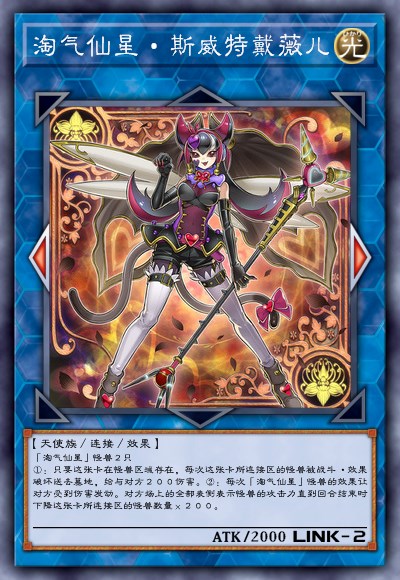 淘气仙星·斯威特戴薇儿
光
【天使族／连接／效果】
「淘气仙星」怪兽2只
①：只要这张卡在怪兽区域存在，每次这张卡所连接区的怪兽被战斗·效果
破坏送去墓地，给与对方200伤害。②：每次「淘气仙星」怪兽的效果让
对方受到伤害发动。对方场上的全部表侧表示怪兽的攻击力直到回合结束时
下降这张卡所连接区的怪兽数量×200。
ATK/2000 LINK-2